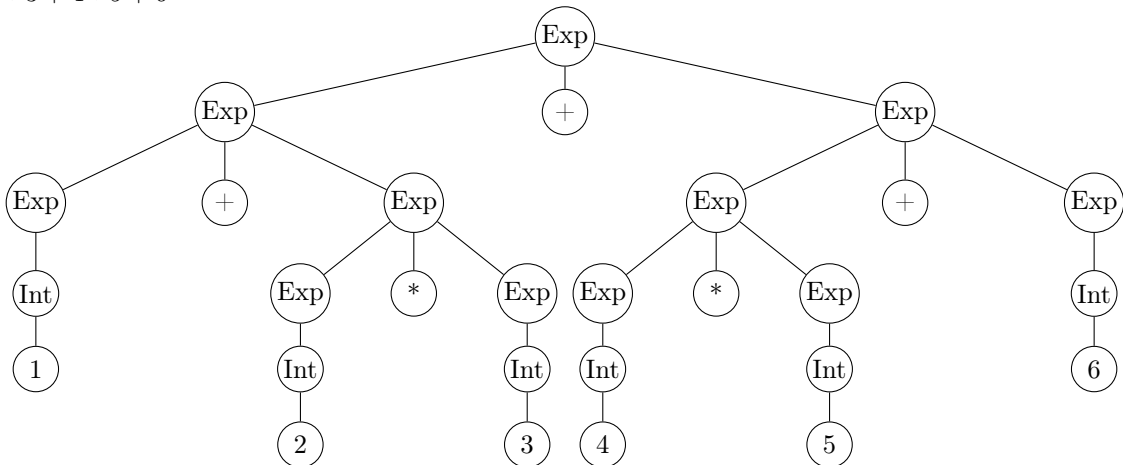 Exp
Exp + Exp
Exp + Exp Exp + Exp
Int Exp * Exp Exp * Exp Int
1 Int Int Int Int 6
2 3 4 5